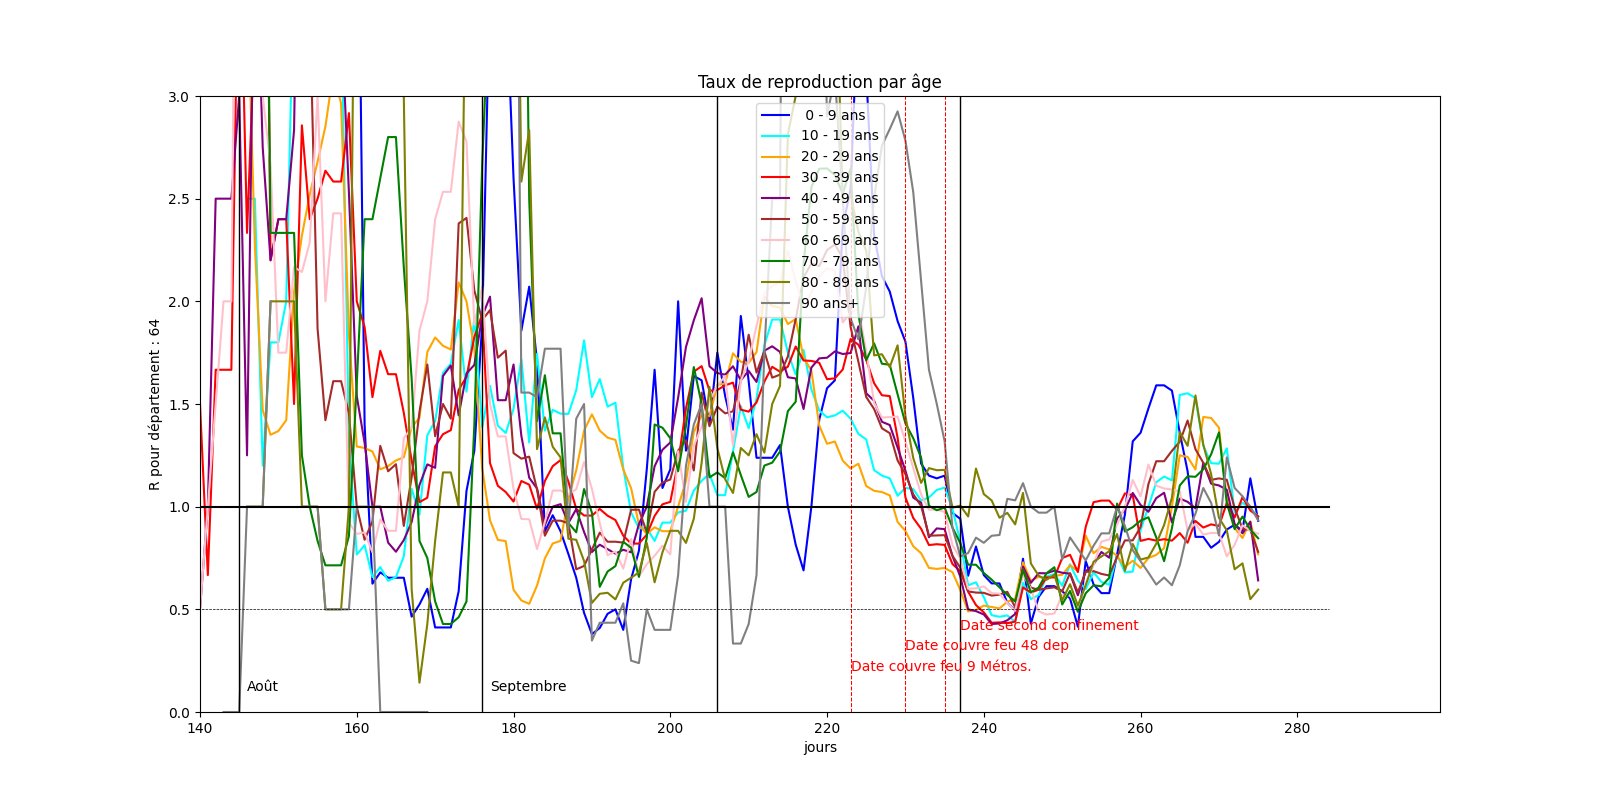 Taux de reproduction par âge
R pour département : 64
3.0
2.5
2.0
1.5
1.0
0.5
0.0
0 - 9 ans
10 - 19 ans
20 - 29 ans
30 - 39 ans
40 - 49 ans
50 - 59 ans
60 - 69 ans
70 - 79 ans
80 - 89 ans
90 ans+
Date second confinement
Date couvre feu 48 dep
Date couvre feu 9 Métros.
Août
Septembre
140
160
180
200
220
240
260
280
jours